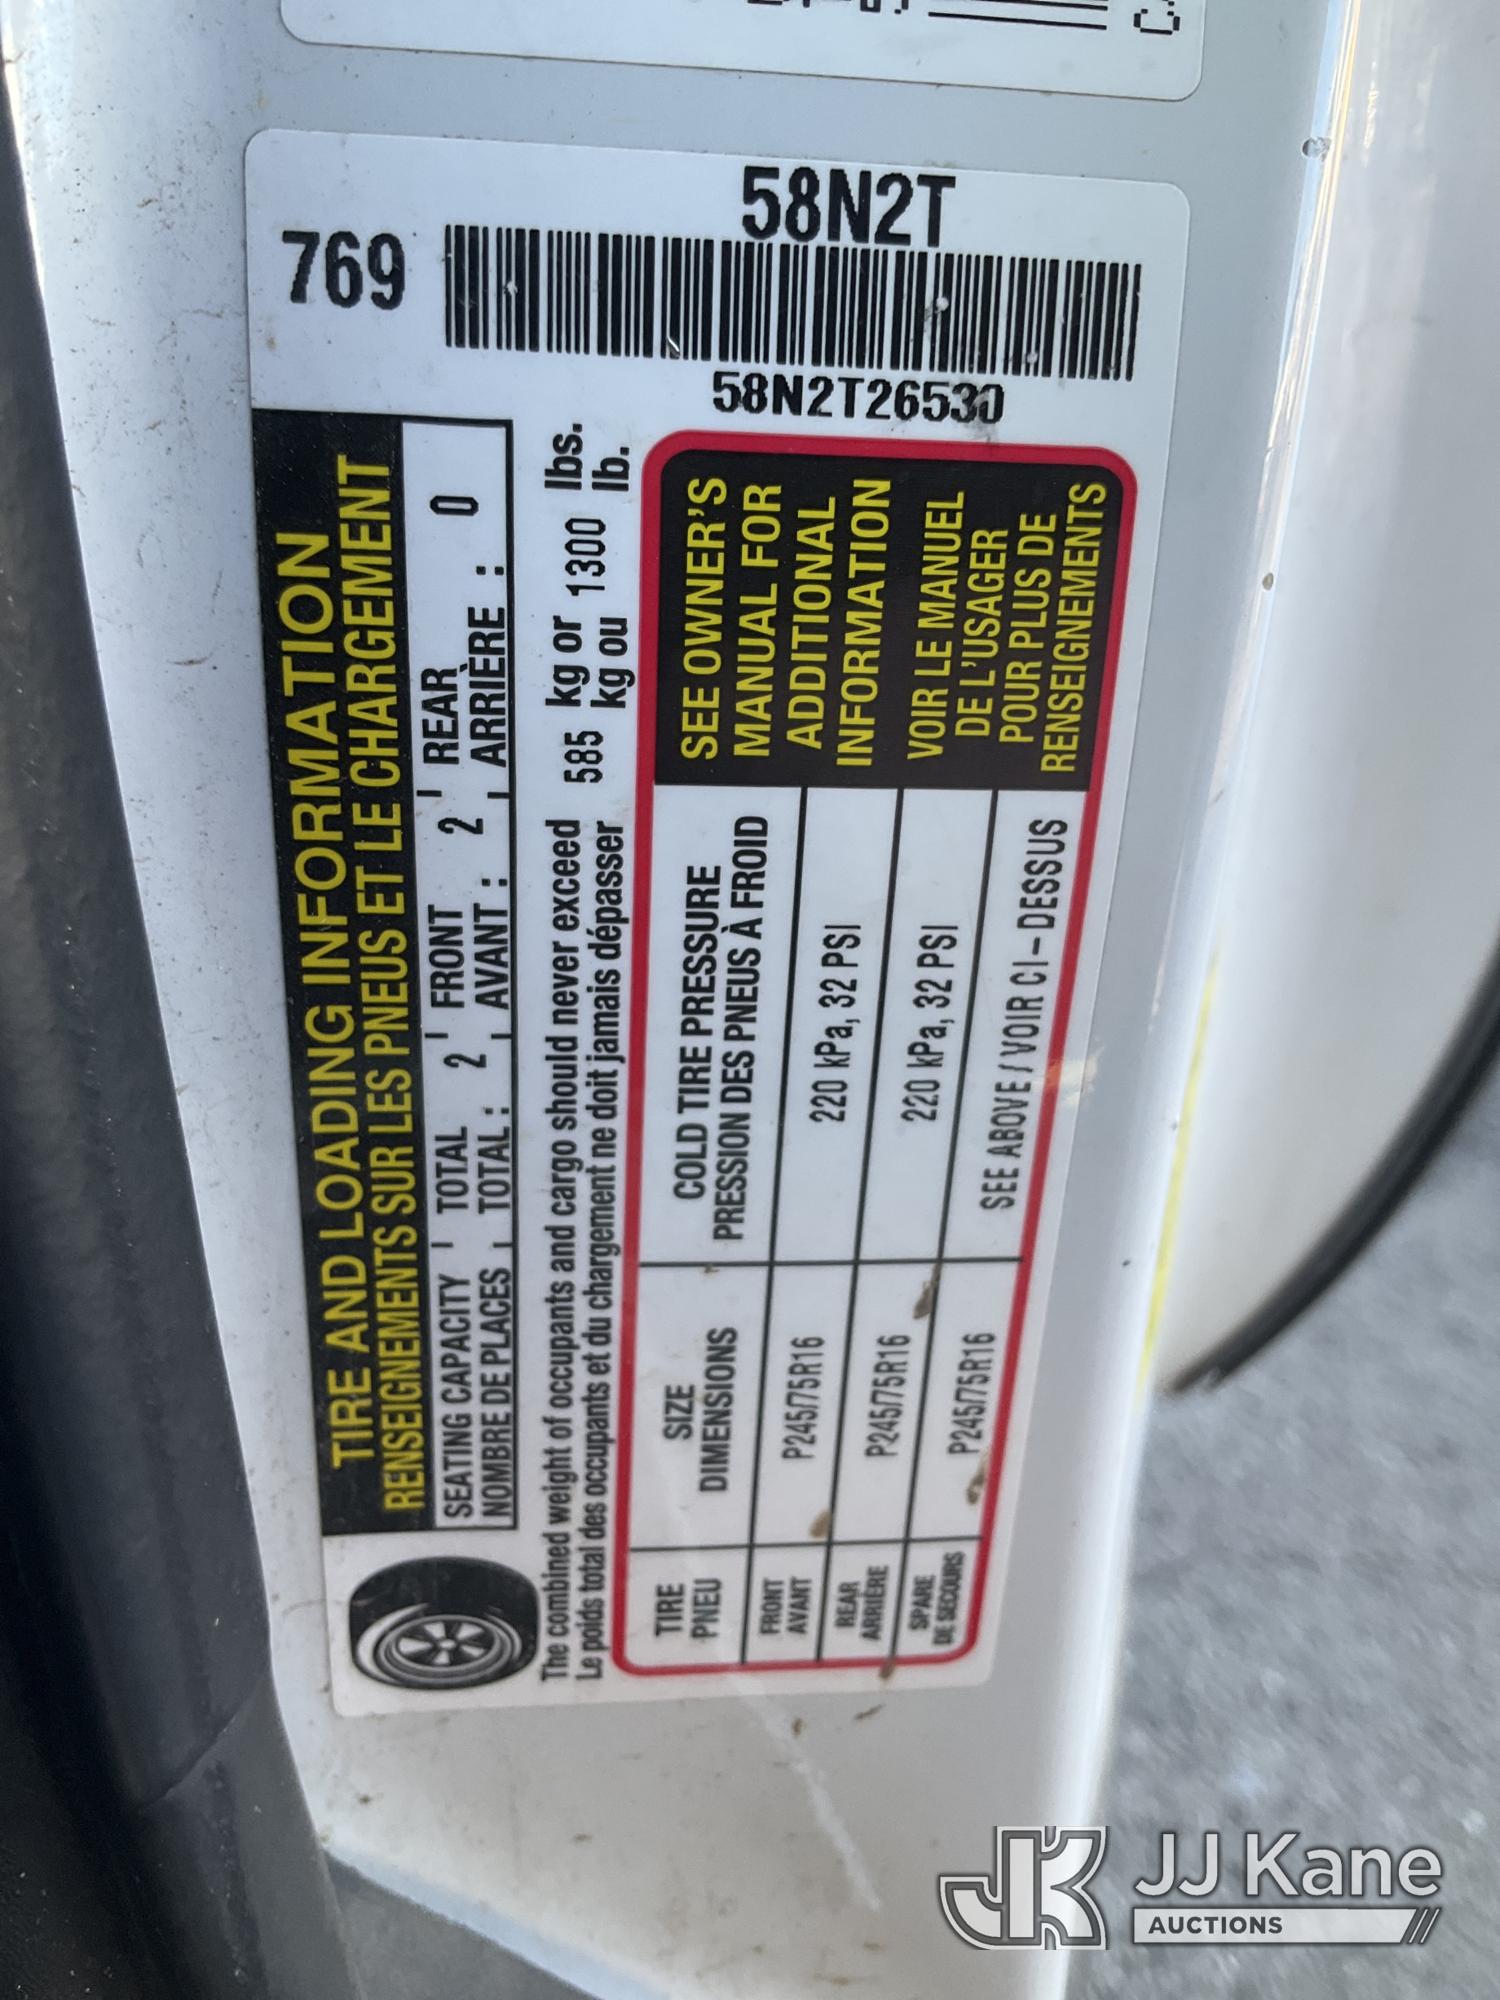 TIRE AND LOADING INFORMATION
RENSEIGNEMENTS SUR LES PNEUS ET LE CHARGEMENT
SEATING CAPACITY TOTAL 2 FRONT 2 REAR 0
NOMBRE DE PLACES TOTAL : 2 AVANT : 2 ARRIÈRE : 0
The combined weight of occupants and cargo should never exceed 585 kg or 1300 lbs.
Le poids total des occupants et du chargement ne doit jamais dépasser kg ou lb.
TIRE SIZE COLD TIRE PRESSURE
PNEU DIMENSIONS PRESSION DES PNEUS À FROID
FRONT
AVANT P245/75R16 220 kPa, 32 PSI
REAR
ARRIÈRE P245/75R16 220 kPa, 32 PSI
SPARE
DE SECOURS P245/75R16 SEE ABOVE / VOIR CI-DESSUS
SEE OWNER'S
MANUAL FOR
ADDITIONAL
INFORMATION
VOIR LE MANUEL
DE L'USAGER
POUR PLUS DE
RENSEIGNEMENTS
769
58N2T
58N2T26530
JJ Kane
AUCTIONS